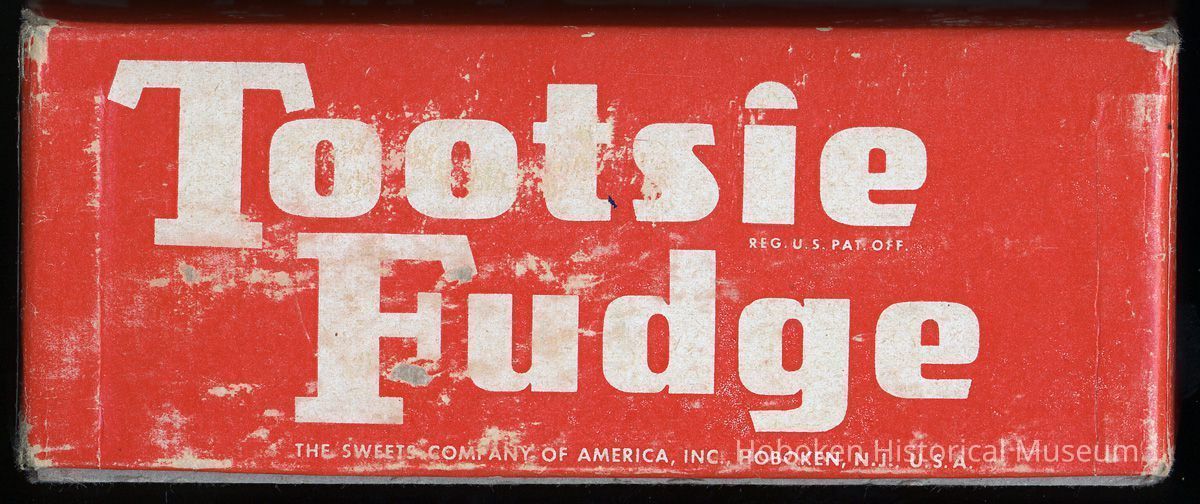 Tootsie
REG. U.S. PAT. OFF.
Fudge
THE SWEETS COMPANY OF AMERICA, INC. HOBOKEN, N.J. U.S.A.
Hoboken Historical Museum